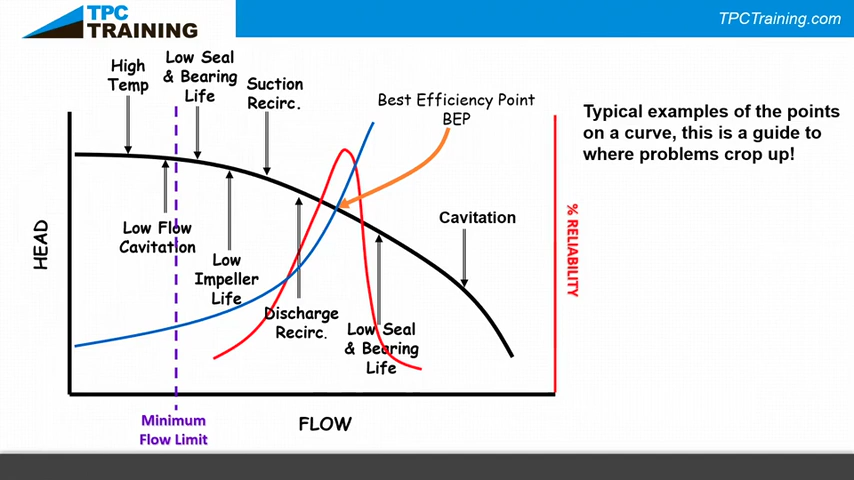 TPC
TRAINING
TPCTraining.com
High
Temp
Low Seal
& Bearing
Life
Suction
Recirc.
Best Efficiency Point
BEP
Typical examples of the points
on a curve, this is a guide to
where problems crop up!
HEAD
Low Flow
Cavitation
Low
Impeller
Life
Discharge
Recirc.
Low Seal
& Bearing
Life
Cavitation
% RELIABILITY
Minimum
Flow Limit
FLOW